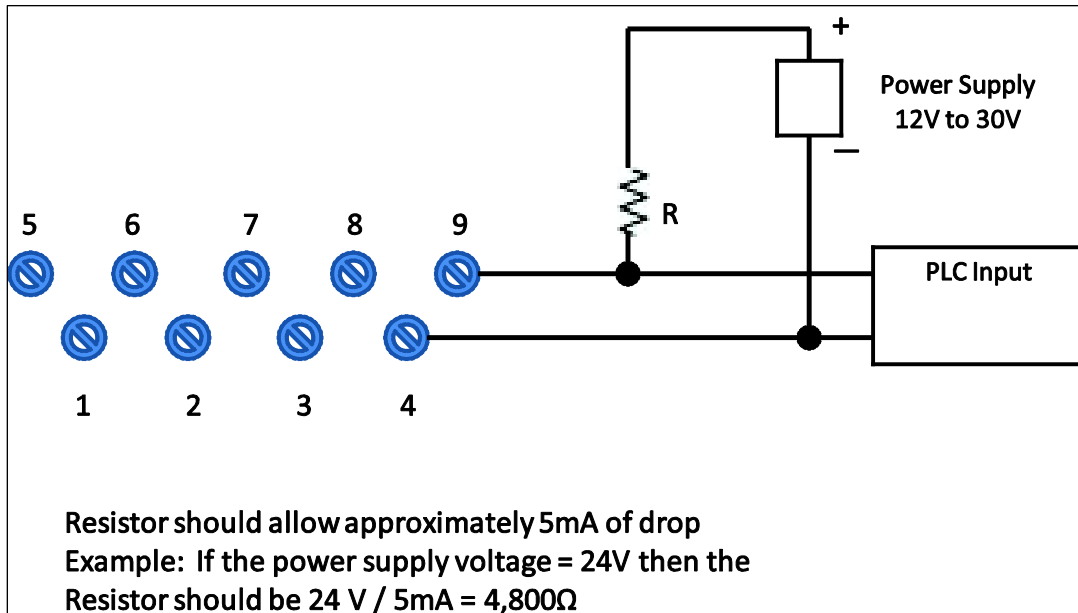 +
Power Supply
12V to 30V
—
R
5 6 7 8 9
PLC Input
1 2 3 4
Resistor should allow approximately 5mA of drop
Example: If the power supply voltage = 24V then the
Resistor should be 24 V / 5mA = 4,800Ω